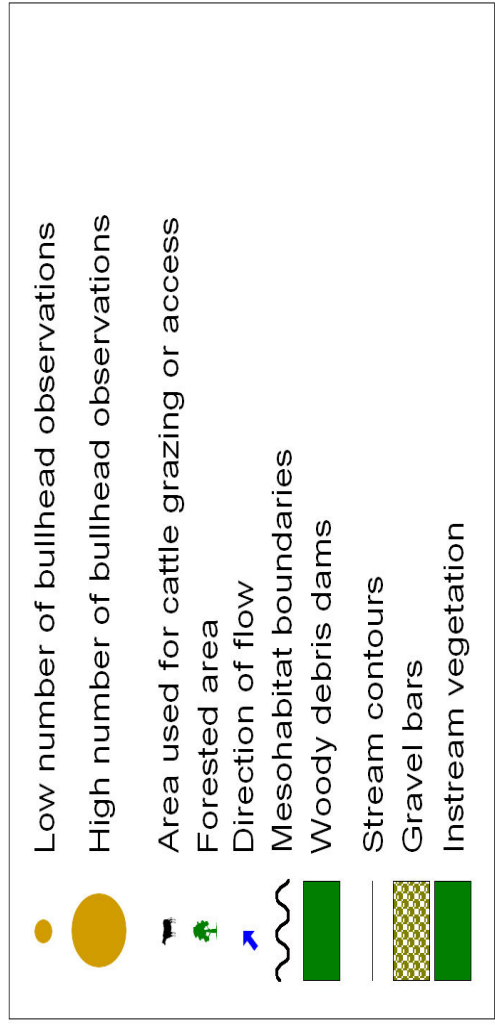 Low number of bullhead observations
High number of bullhead observations
Area used for cattle grazing or access
Forested area
Direction of flow
Mesohabitat boundaries
Woody debris dams
Stream contours
Gravel bars
Instream vegetation